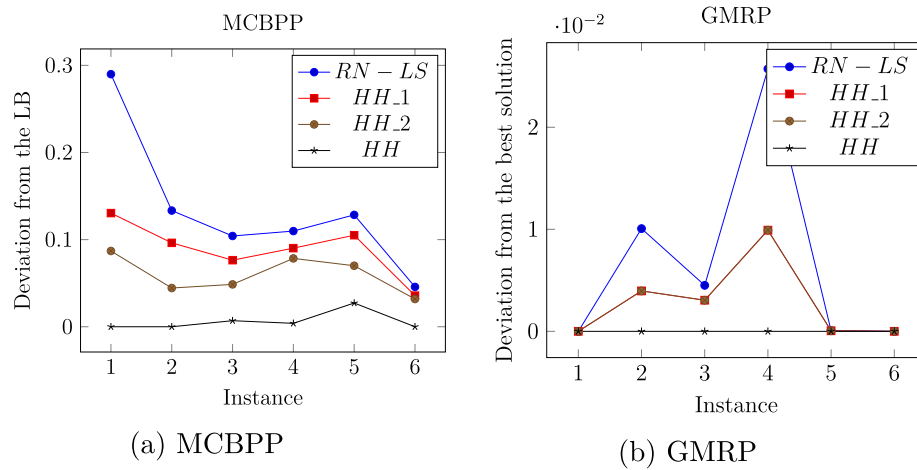 MCBPP
Deviation from the LB
0.3
0.2
0.1
0
RN − LS
HH_1
HH_2
HH
1 2 3 4 5 6
Instance
(a) MCBPP
GMRP
·10⁻²
Deviation from the best solution
2
1
0
RN − LS
HH_1
HH_2
HH
1 2 3 4 5 6
Instance
(b) GMRP